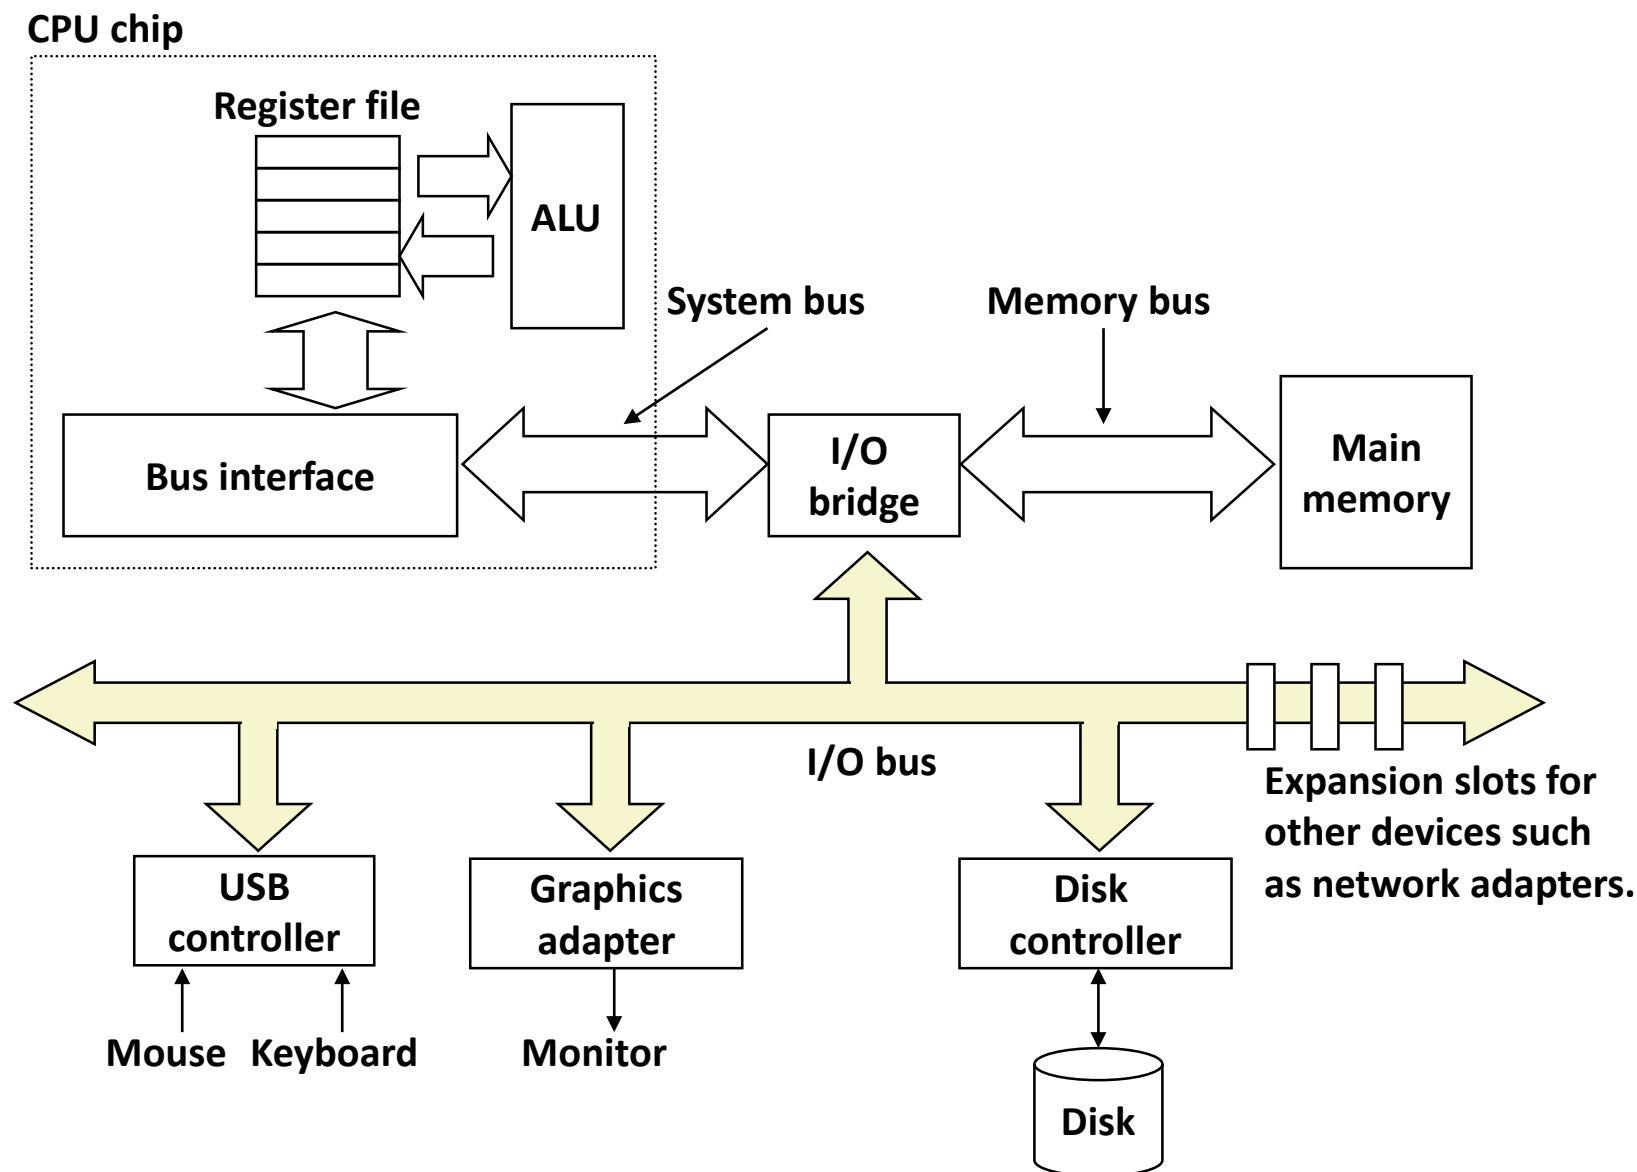 CPU chip
Register file
ALU
System bus
Memory bus
Bus interface
I/O
bridge
Main
memory
I/O bus
Expansion slots for
other devices such
as network adapters.
USB
controller
Graphics
adapter
Disk
controller
Mouse
Keyboard
Monitor
Disk